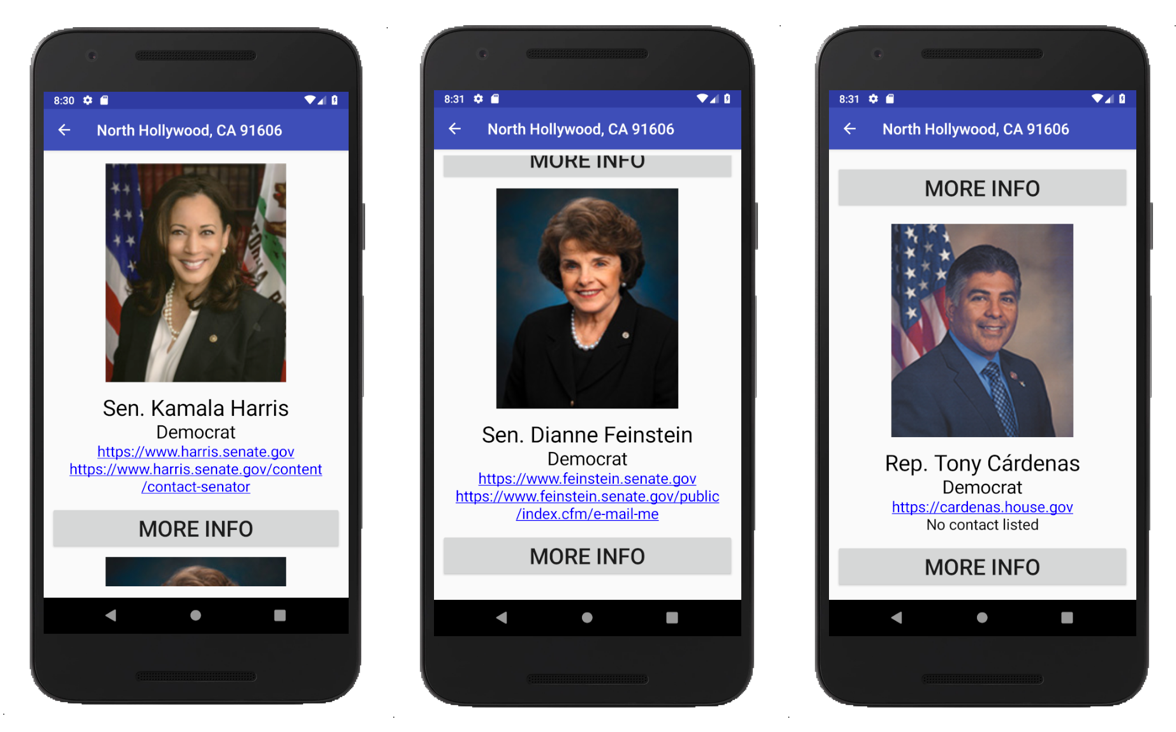 8:30
North Hollywood, CA 91606
Sen. Kamala Harris
Democrat
https://www.harris.senate.gov
https://www.harris.senate.gov/content
/contact-senator
MORE INFO
8:31
North Hollywood, CA 91606
MORE INFO
Sen. Dianne Feinstein
Democrat
https://www.feinstein.senate.gov
https://www.feinstein.senate.gov/public
/index.cfm/e-mail-me
MORE INFO
8:31
North Hollywood, CA 91606
MORE INFO
Rep. Tony Cárdenas
Democrat
https://cardenas.house.gov
No contact listed
MORE INFO